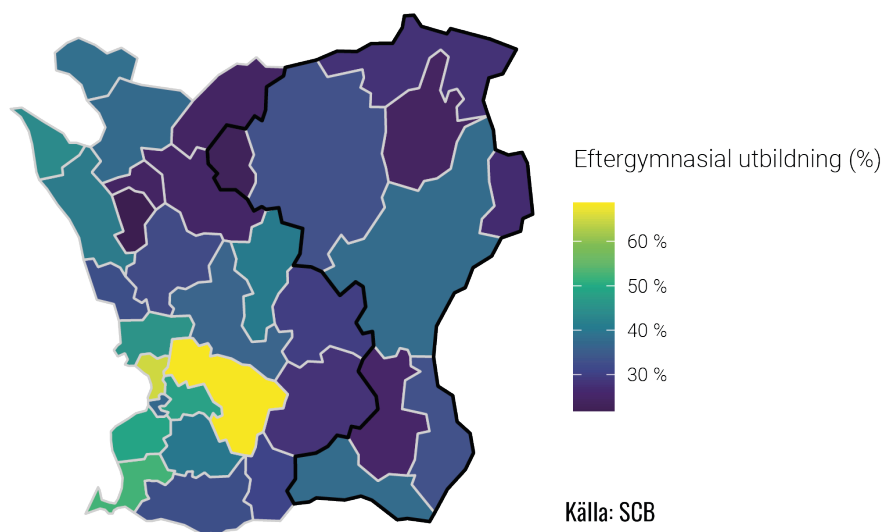 Eftergymnasial utbildning (%)
60 %
50 %
40 %
30 %
Källa: SCB